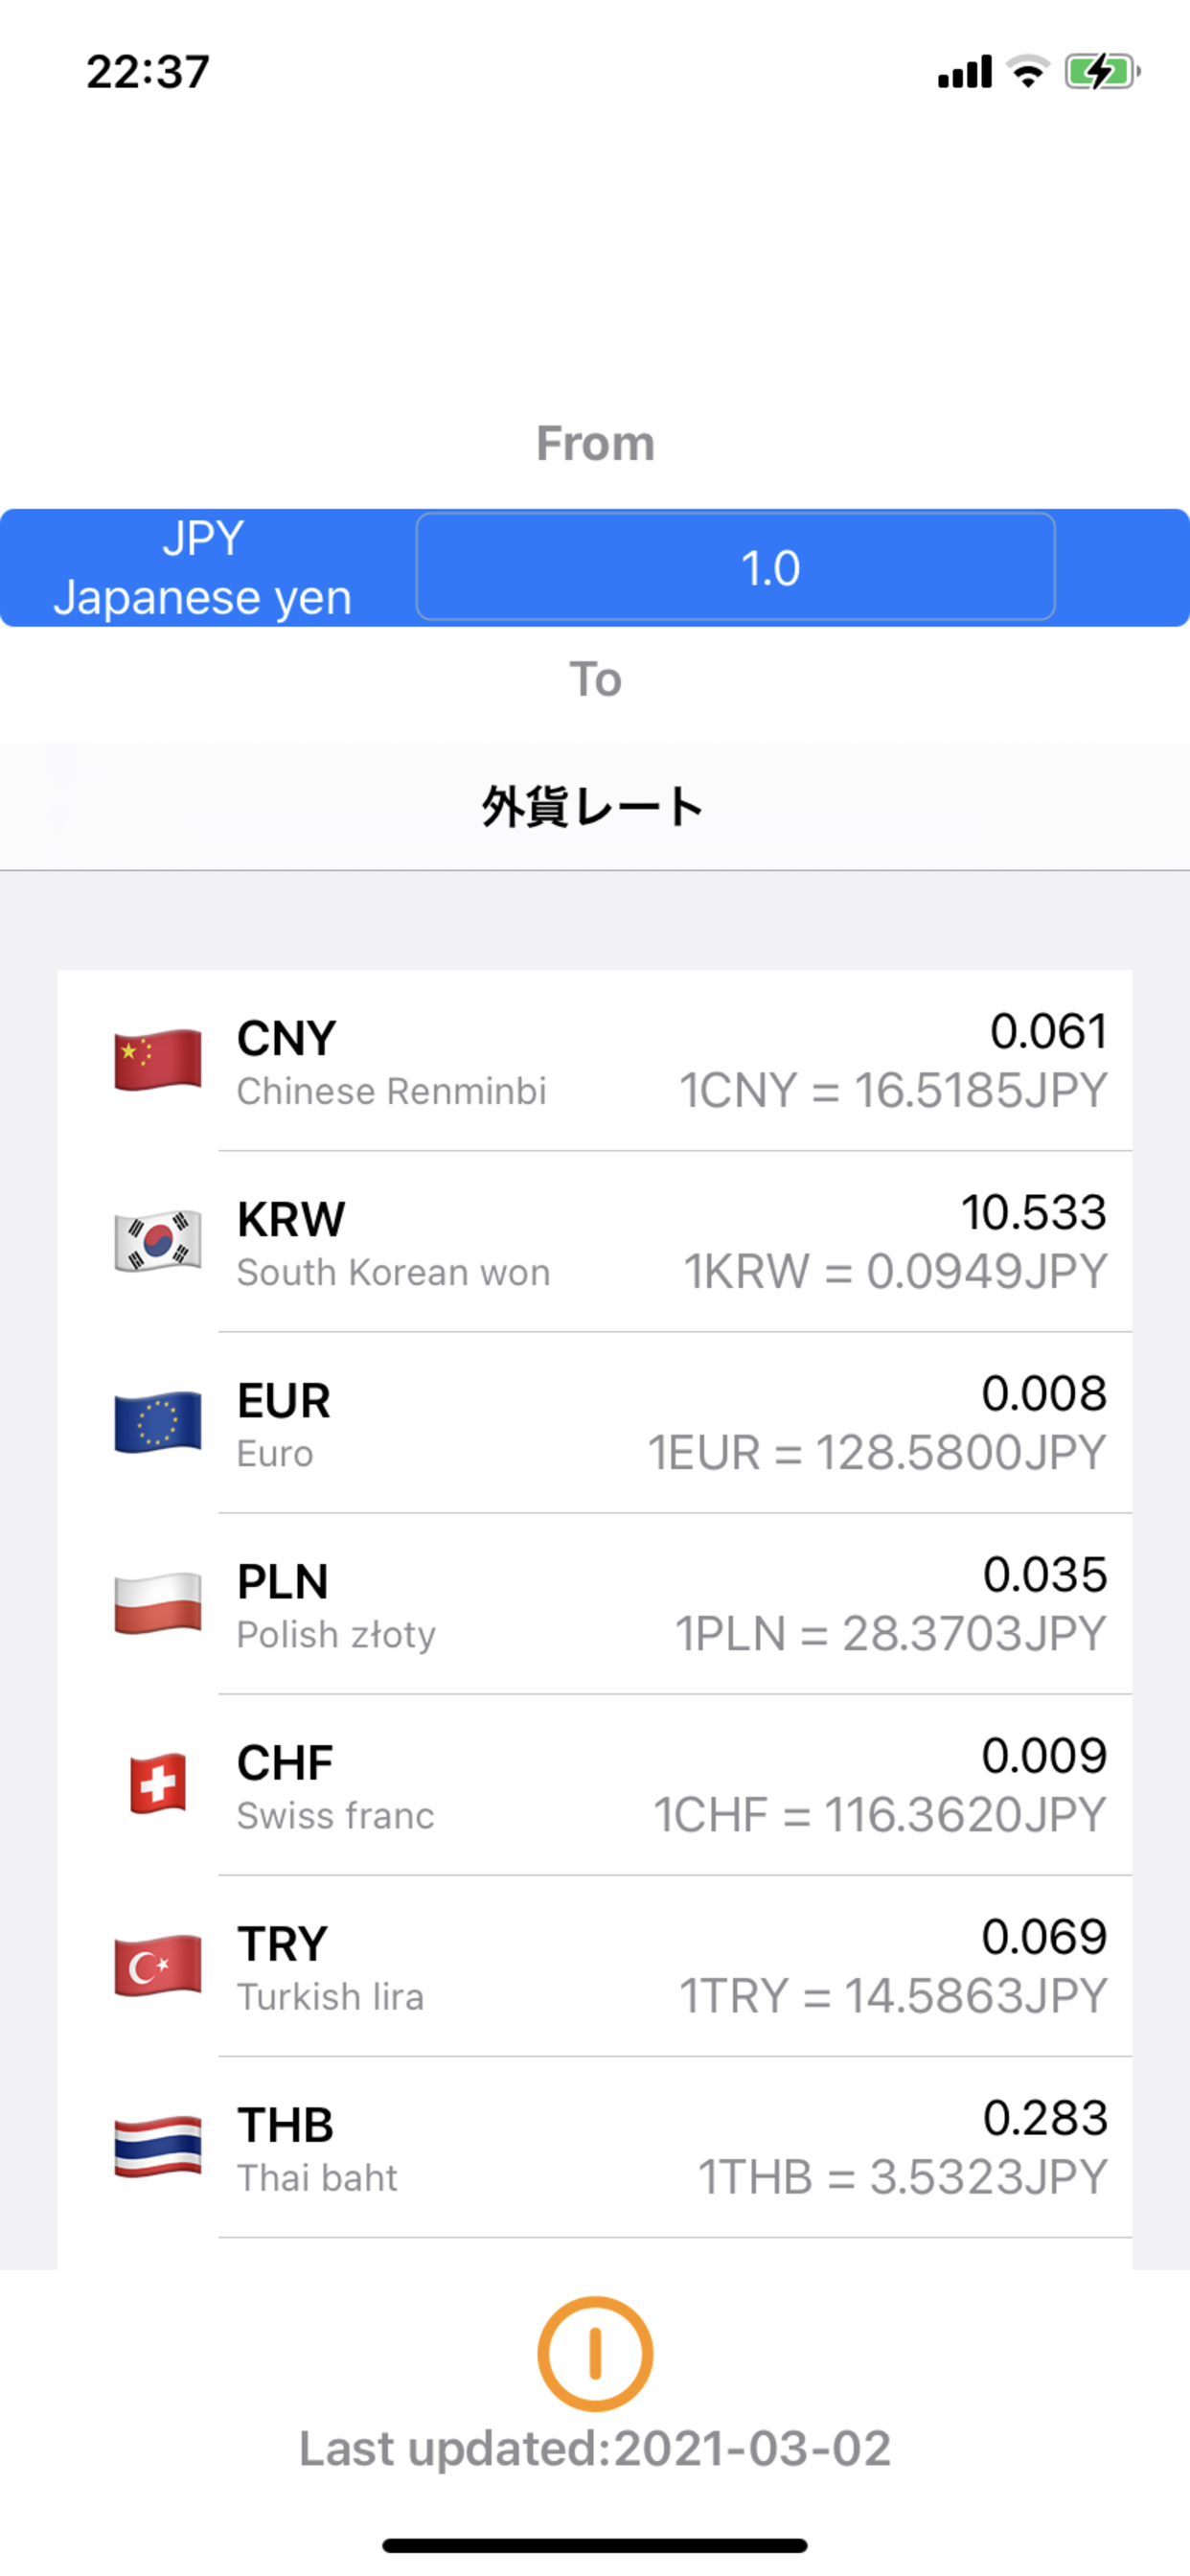 22:37
From
JPY
Japanese yen
1.0
To
外貨レート
CNY
0.061
Chinese Renminbi
1CNY = 16.5185JPY
KRW
10.533
South Korean won
1KRW = 0.0949JPY
EUR
0.008
Euro
1EUR = 128.5800JPY
PLN
0.035
Polish złoty
1PLN = 28.3703JPY
CHF
0.009
Swiss franc
1CHF = 116.3620JPY
TRY
0.069
Turkish lira
1TRY = 14.5863JPY
THB
0.283
Thai baht
1THB = 3.5323JPY
Last updated:2021-03-02